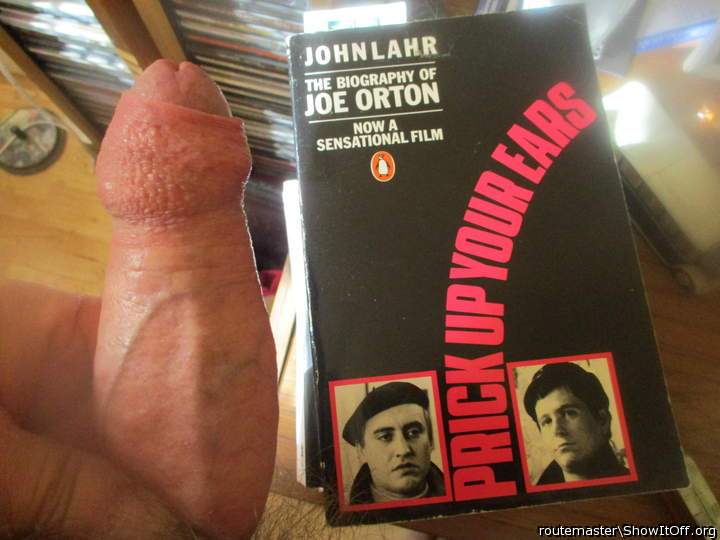 JOHN LAHR
THE BIOGRAPHY OF
JOE ORTON
NOW A
SENSATIONAL FILM
PRICK UP YOUR EARS
routemaster\ShowItOff.org